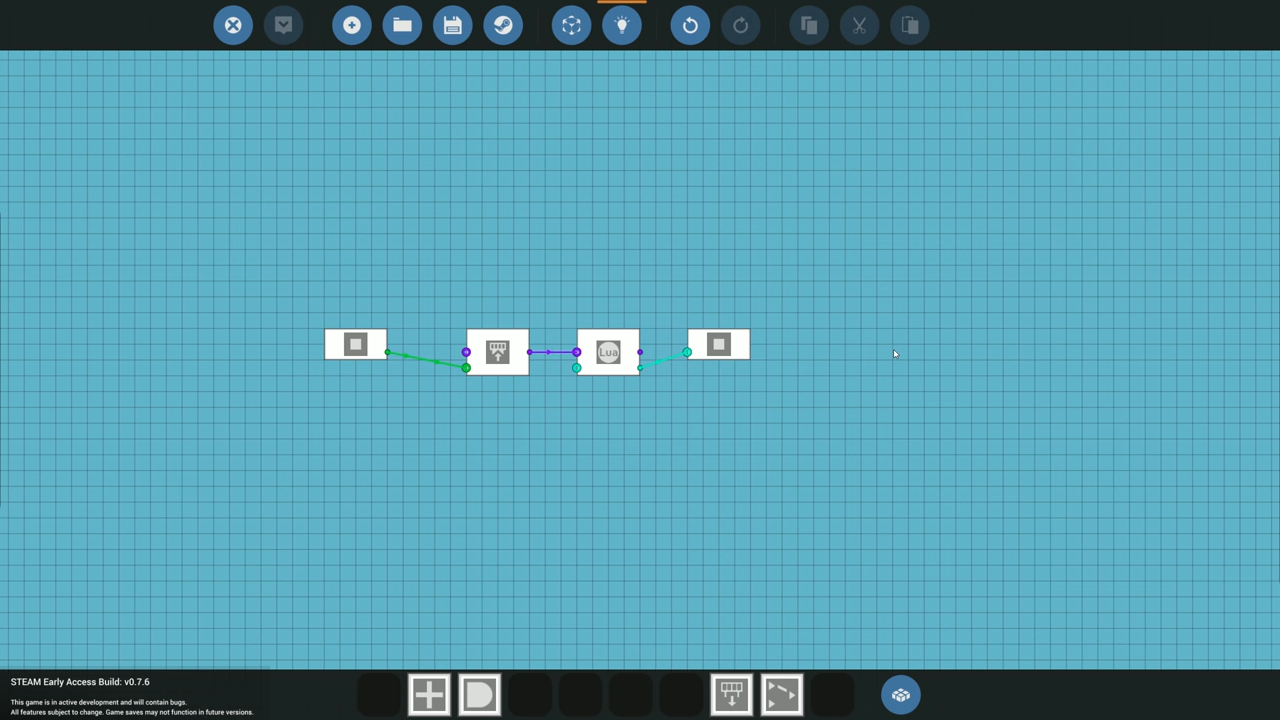 Lua
STEAM Early Access Build: v0.7.6
This game is in active development and will contain bugs.
All features subject to change. Game saves may not function in future versions.